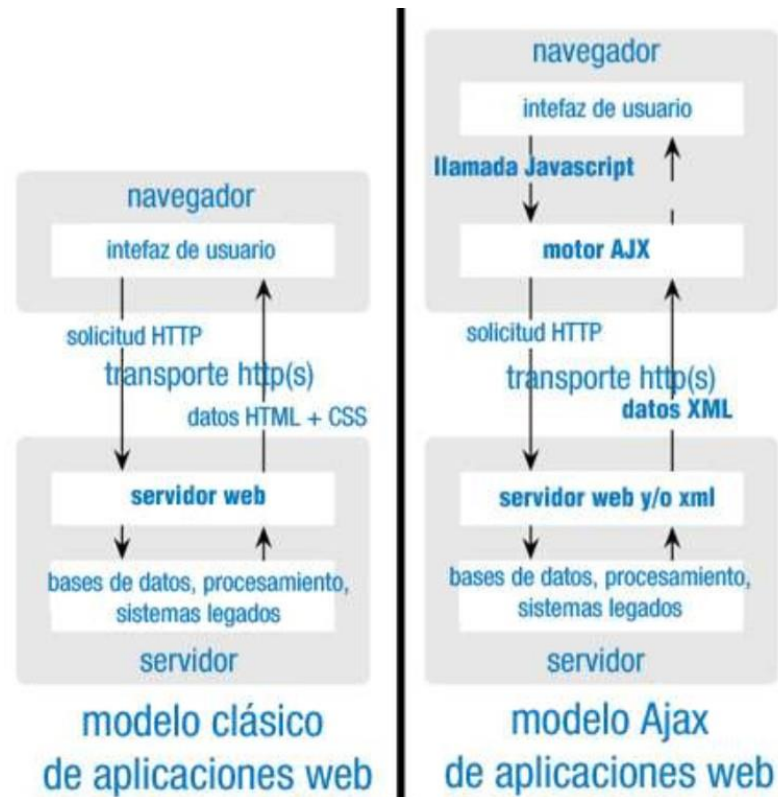 navegador
intefaz de usuario
solicitud HTTP
transporte http(s)
datos HTML + CSS
servidor web
bases de datos, procesamiento,
sistemas legados
servidor
modelo clásico
de aplicaciones web
navegador
intefaz de usuario
llamada Javascript
motor AJX
solicitud HTTP
transporte http(s)
datos XML
servidor web y/o xml
bases de datos, procesamiento,
sistemas legados
servidor
modelo Ajax
de aplicaciones web